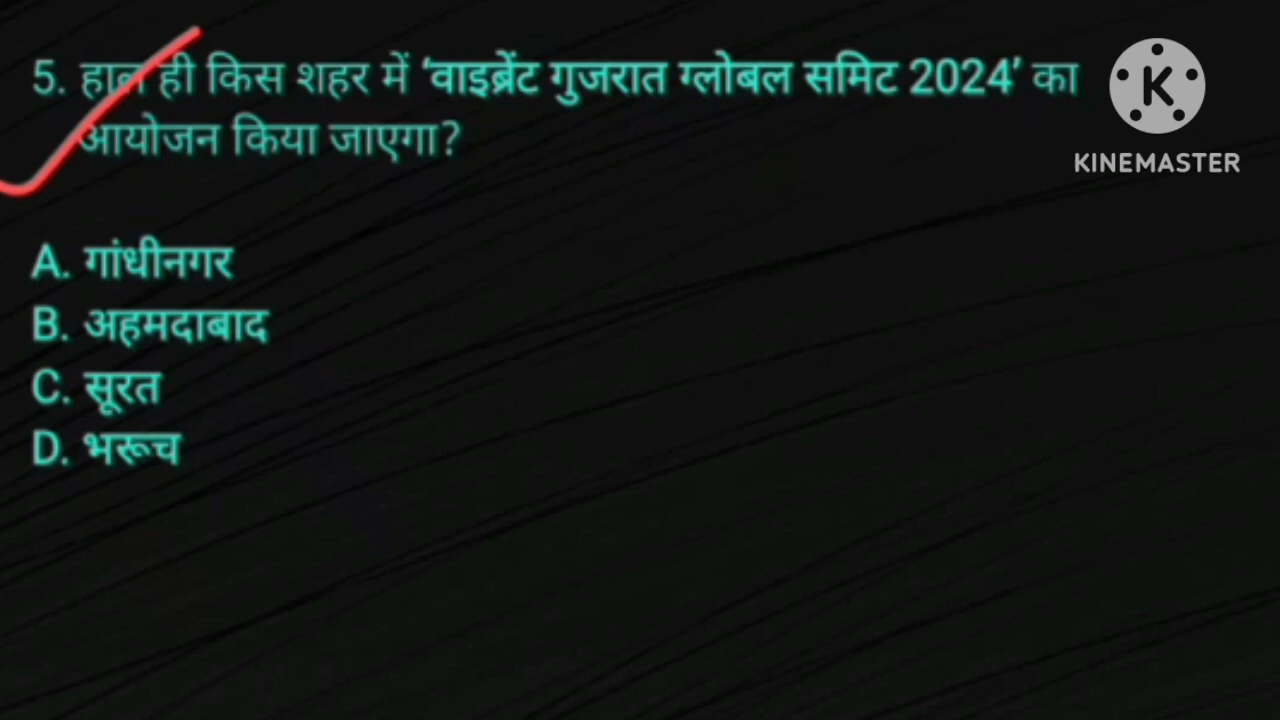 5. हाल ही किस शहर में ‘वाइब्रेंट गुजरात ग्लोबल समिट 2024’ का
आयोजन किया जाएगा?
A. गांधीनगर
B. अहमदाबाद
C. सूरत
D. भरूच
K
KINEMASTER